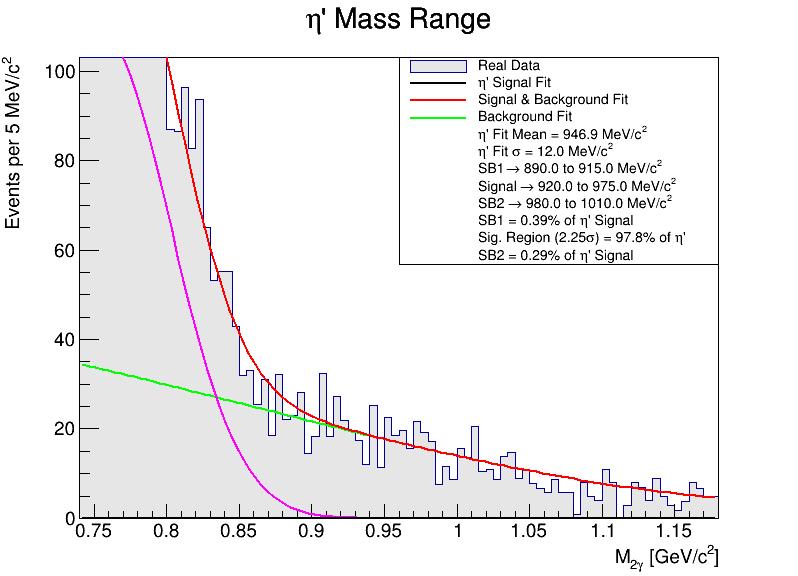 η' Mass Range
Events per 5 MeV/c²
100
80
60
40
20
0
Real Data
η' Signal Fit
Signal & Background Fit
Background Fit
η' Fit Mean = 946.9 MeV/c²
η' Fit σ = 12.0 MeV/c²
SB1 → 890.0 to 915.0 MeV/c²
Signal → 920.0 to 975.0 MeV/c²
SB2 → 980.0 to 1010.0 MeV/c²
SB1 = 0.39% of η' Signal
Sig. Region (2.25σ) = 97.8% of η'
SB2 = 0.29% of η' Signal
0.75 0.8 0.85 0.9 0.95 1 1.05 1.1 1.15
M₂γ [GeV/c²]